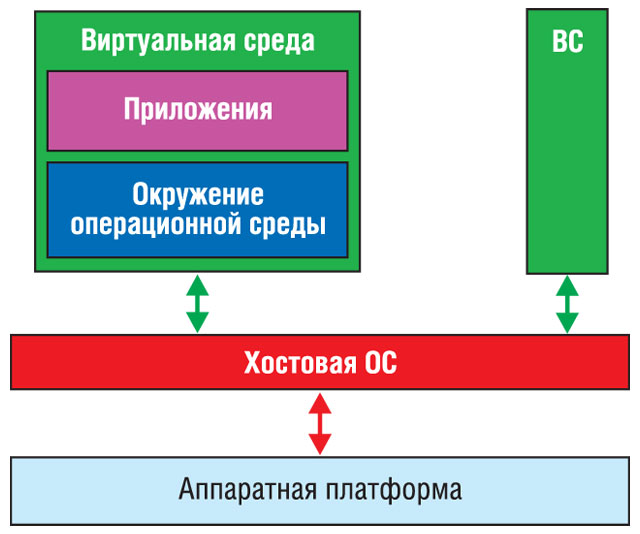 Виртуальная среда
ВС
Приложения
Окружение
операционной среды
Хостовая ОС
Аппаратная платформа